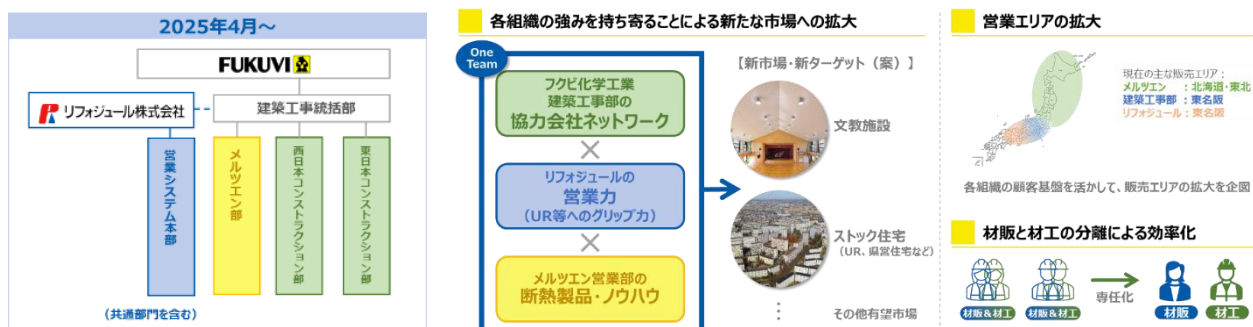 2025年4月～
FUKUVI
リフォジュール株式会社
建築工事統括部
営業システム本部
メルツエン部
西日本コンストラクション部
東日本コンストラクション部
（共通部門を含む）
各組織の強みを持ち寄ることによる新たな市場への拡大
One
Team
フクビ化学工業
建築工事部の
協力会社ネットワーク
×
リフォジュールの
営業力
（UR等へのグリップ力）
×
メルツエン営業部の
断熱製品・ノウハウ
【新市場・新ターゲット（案）】
文教施設
ストック住宅
（UR、県営住宅など）
⋮
その他有望市場
営業エリアの拡大
現在の主な販売エリア：
メルツエン　：北海道・東北
建築工事部　：東名阪
リフォジュール：東名阪
各組織の顧客基盤を活かして、販売エリアの拡大を企図
材販と材工の分離による効率化
材販&材工
材販&材工
専任化
材販
材工